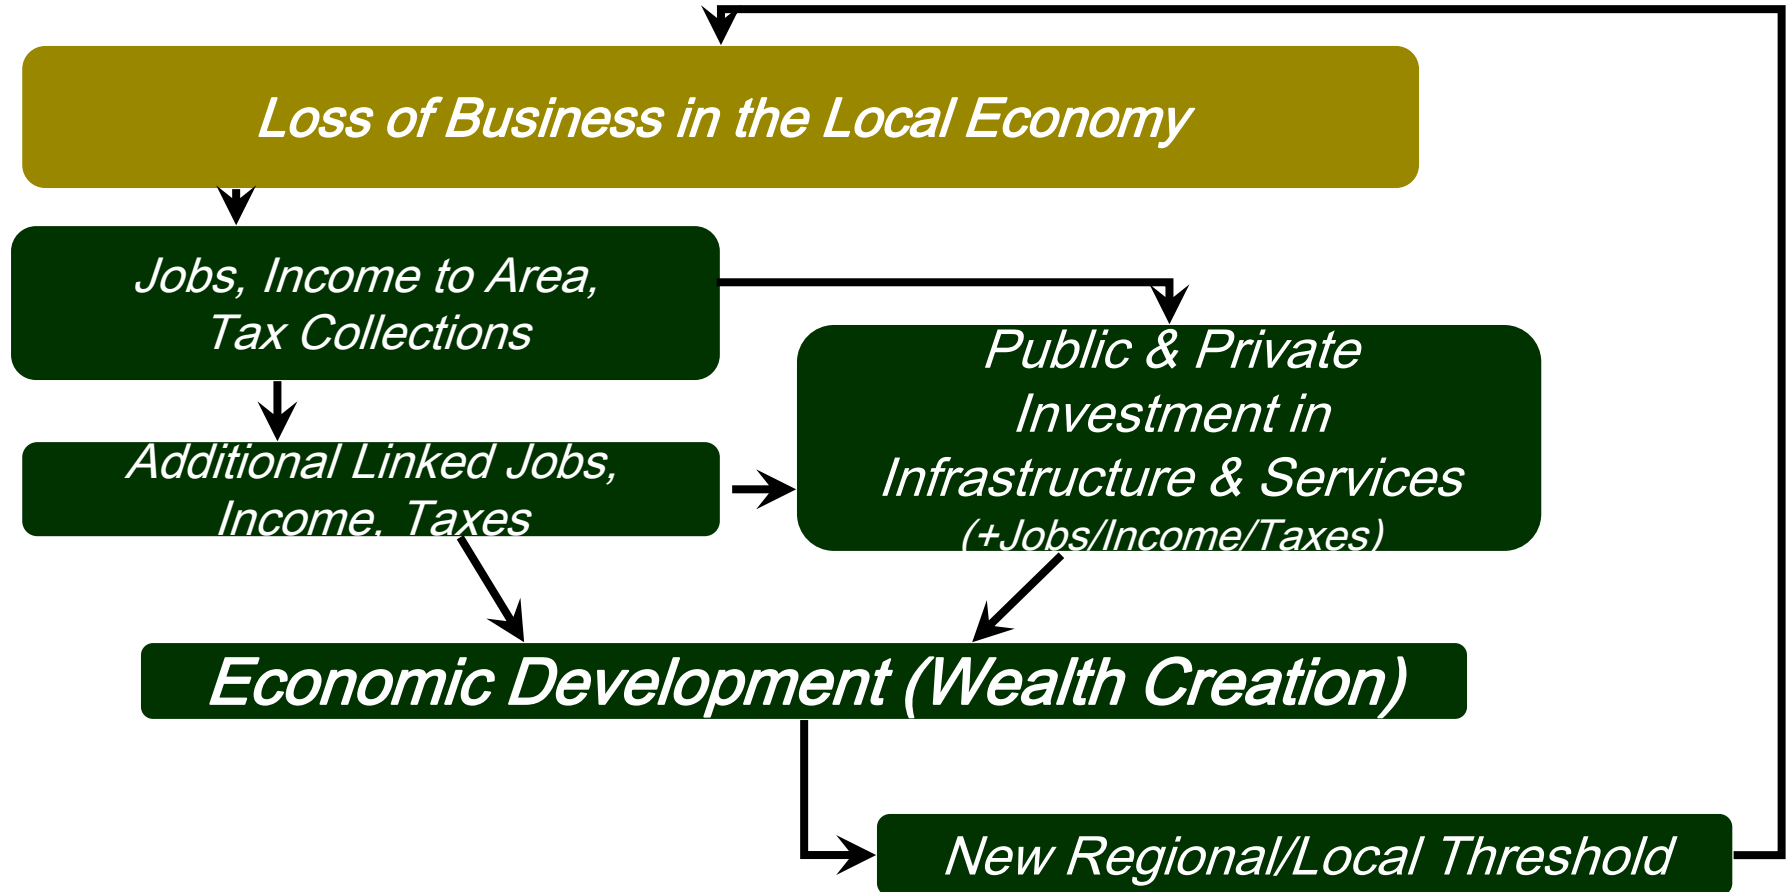 Loss of Business in the Local Economy
Jobs, Income to Area,
Tax Collections
Public & Private
Investment in
Infrastructure & Services
(+Jobs/Income/Taxes)
Additional Linked Jobs,
Income, Taxes
Economic Development (Wealth Creation)
New Regional/Local Threshold